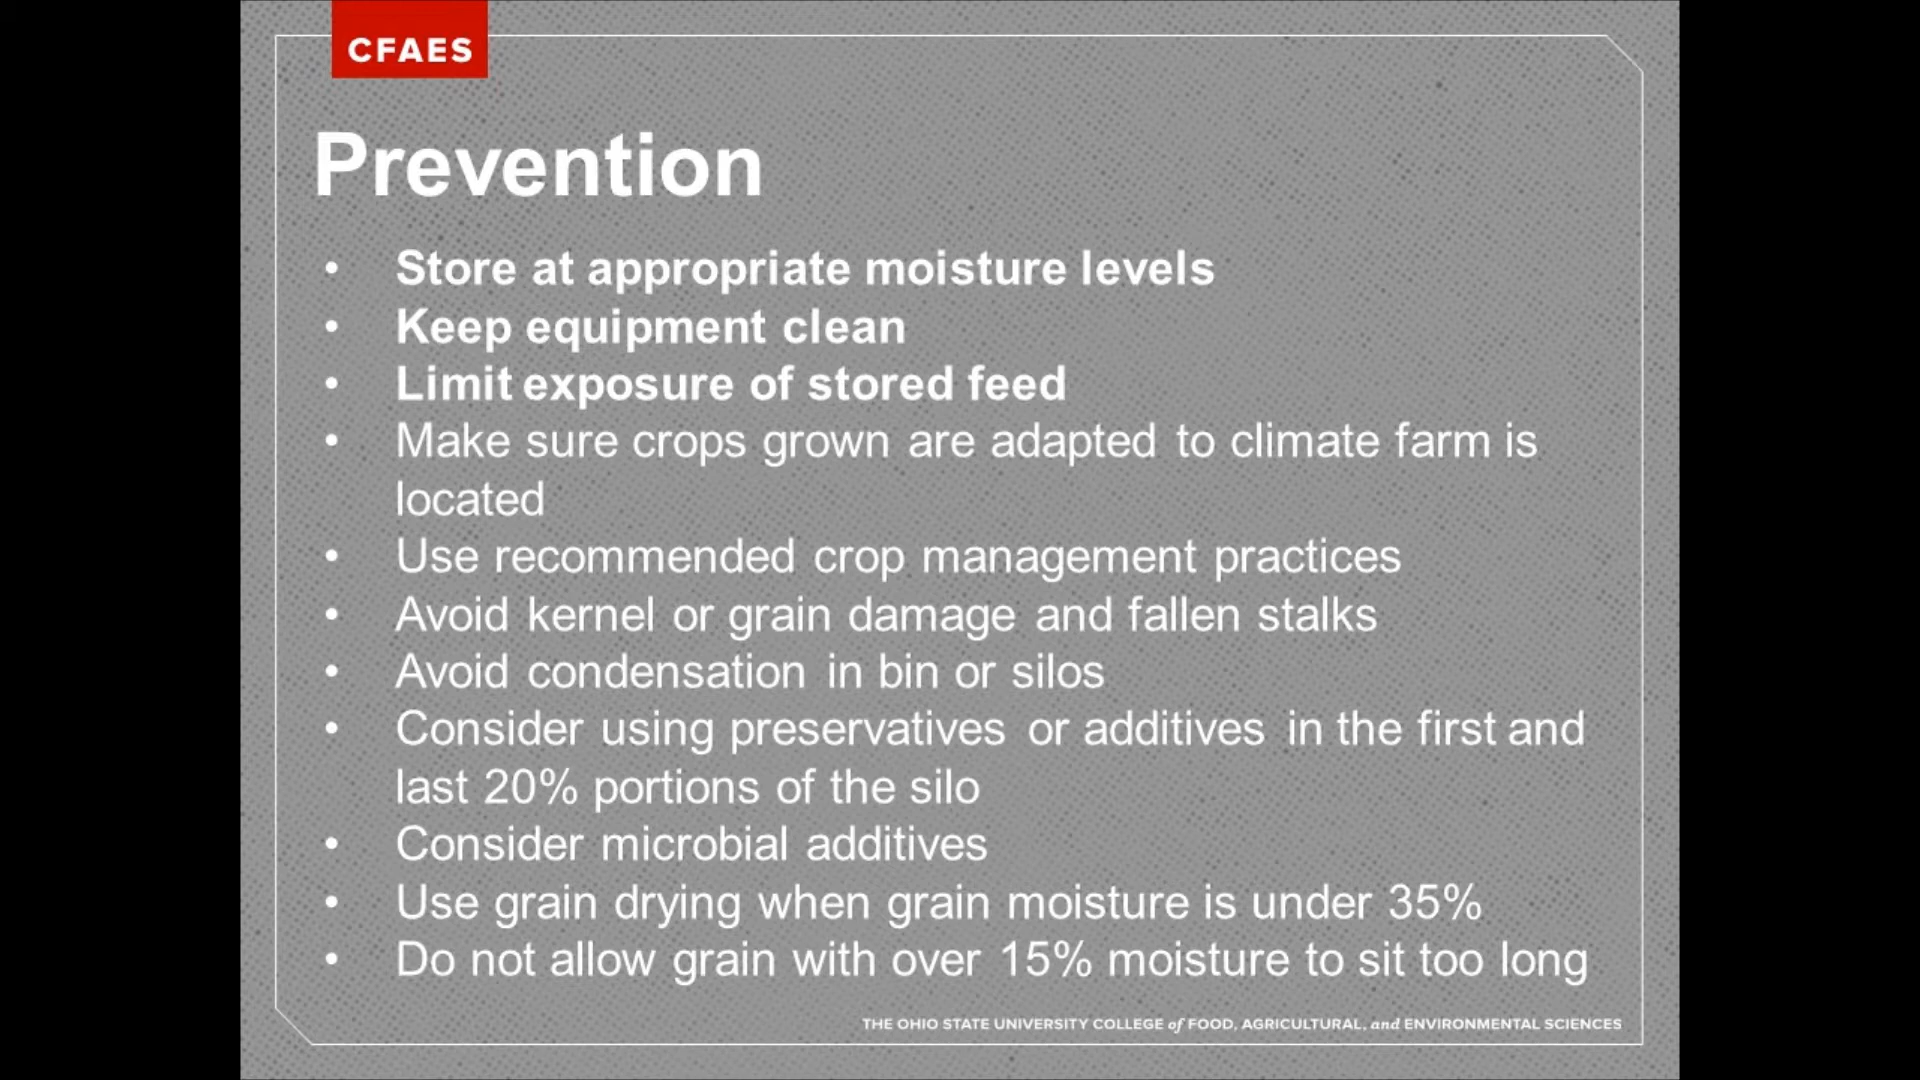 CFAES
Prevention
• Store at appropriate moisture levels
• Keep equipment clean
• Limit exposure of stored feed
• Make sure crops grown are adapted to climate farm is
located
• Use recommended crop management practices
• Avoid kernel or grain damage and fallen stalks
• Avoid condensation in bin or silos
• Consider using preservatives or additives in the first and
last 20% portions of the silo
• Consider microbial additives
• Use grain drying when grain moisture is under 35%
• Do not allow grain with over 15% moisture to sit too long
THE OHIO STATE UNIVERSITY COLLEGE of FOOD, AGRICULTURAL, and ENVIRONMENTAL SCIENCES